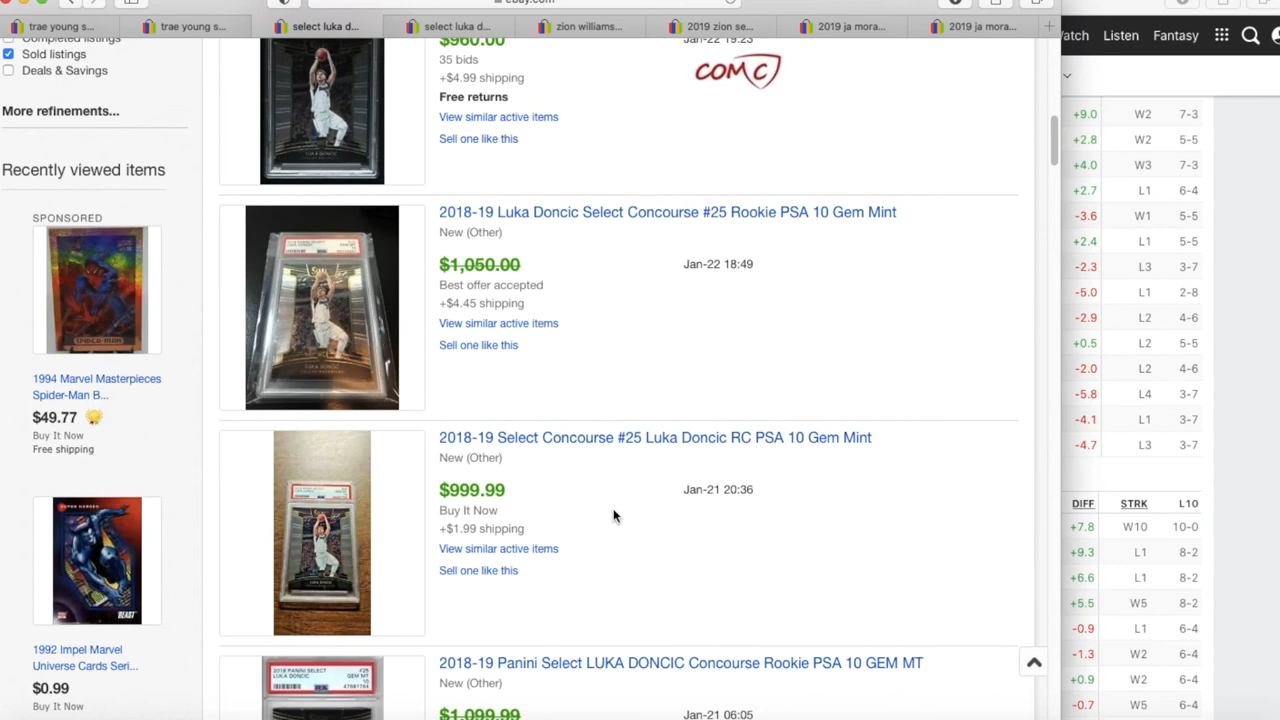 ebay.com
trae young s...
trae young s...
select luka d...
select luka d...
zion williams...
2019 zion se...
2019 ja mora...
2019 ja mora...
Completed listings
Sold listings
Deals & Savings
More refinements...
Recently viewed items
SPONSORED
1994 Marvel Masterpieces
Spider-Man B...
$49.77
Buy It Now
Free shipping
1992 Impel Marvel
Universe Cards Seri...
$0.99
Buy It Now
$960.00
Jan-22 19:23
35 bids
+$4.99 shipping
Free returns
View similar active items
Sell one like this
COMC
2018-19 Luka Doncic Select Concourse #25 Rookie PSA 10 Gem Mint
New (Other)
$1,050.00
Jan-22 18:49
Best offer accepted
+$4.45 shipping
View similar active items
Sell one like this
2018-19 Select Concourse #25 Luka Doncic RC PSA 10 Gem Mint
New (Other)
$999.99
Jan-21 20:36
Buy It Now
+$1.99 shipping
View similar active items
Sell one like this
2018 PANINI SELECT #25
LUKA DONCIC GEM MT
10
2018-19 Panini Select LUKA DONCIC Concourse Rookie PSA 10 GEM MT
New (Other)
$1,099.99
Jan-21 06:05
SPIDER-MAN
BEAST
atch Listen Fantasy
+9.0 W2 7-3
+2.8 W2 5-5
+4.0 W3 7-3
+2.7 L1 6-4
-3.6 W1 5-5
+2.4 L1 5-5
-2.3 L3 3-7
-5.0 L1 2-8
-2.9 L2 4-6
+0.5 L2 5-5
-2.0 L2 4-6
-5.8 L4 3-7
-4.1 L1 3-7
-4.7 L3 3-7
DIFF STRK L10
+7.8 W10 10-0
+9.3 L1 8-2
+6.6 L1 8-2
+5.5 W5 8-2
-0.9 L1 6-4
-1.3 W2 6-4
+0.9 W2 6-4
-0.7 W5 6-4